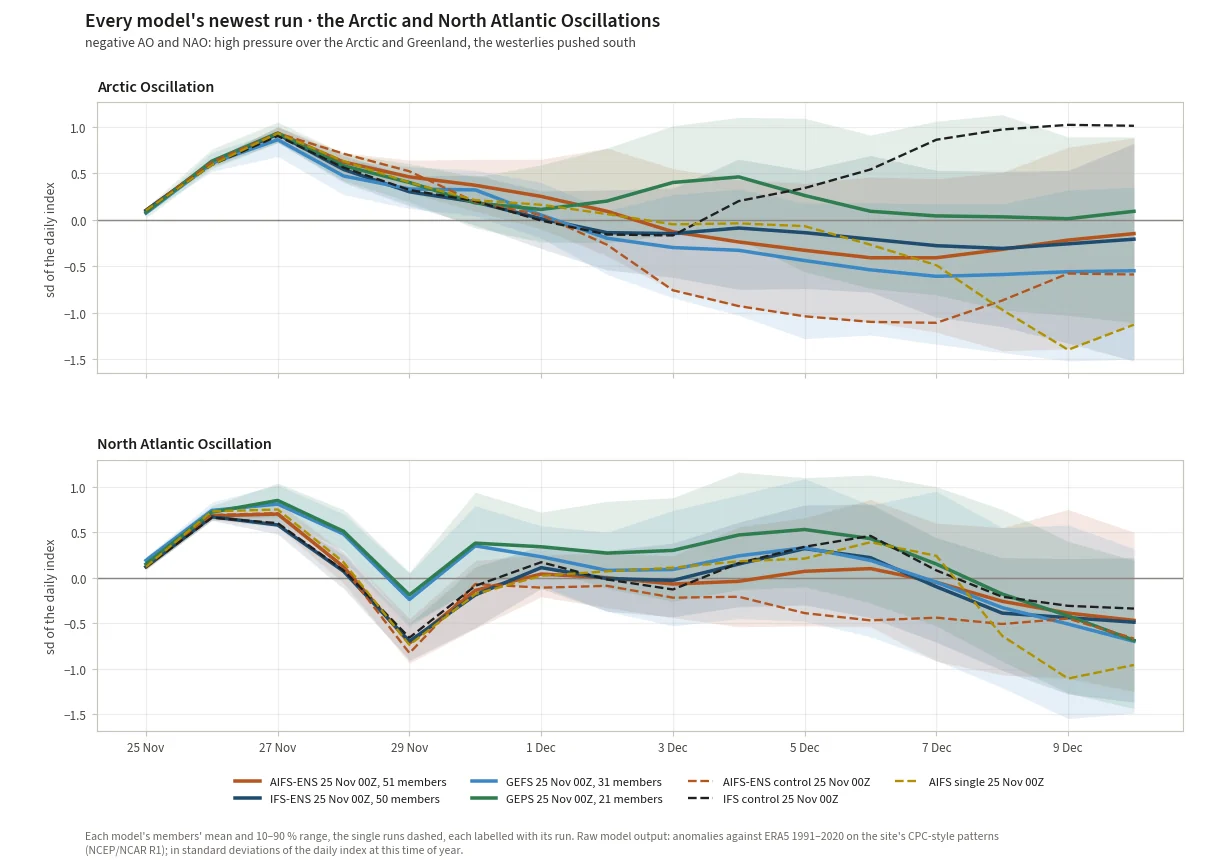 Every model's newest run · the Arctic and North Atlantic Oscillations
negative AO and NAO: high pressure over the Arctic and Greenland, the westerlies pushed south
Arctic Oscillation
sd of the daily index
1.0
0.5
0.0
−0.5
−1.0
−1.5
North Atlantic Oscillation
sd of the daily index
1.0
0.5
0.0
−0.5
−1.0
−1.5
25 Nov 27 Nov 29 Nov 1 Dec 3 Dec 5 Dec 7 Dec 9 Dec
AIFS-ENS 25 Nov 00Z, 51 members GEFS 25 Nov 00Z, 31 members AIFS-ENS control 25 Nov 00Z AIFS single 25 Nov 00Z
IFS-ENS 25 Nov 00Z, 50 members GEPS 25 Nov 00Z, 21 members IFS control 25 Nov 00Z
Each model's members' mean and 10–90 % range, the single runs dashed, each labelled with its run. Raw model output: anomalies against ERA5 1991–2020 on the site's CPC-style patterns
(NCEP/NCAR R1); in standard deviations of the daily index at this time of year.